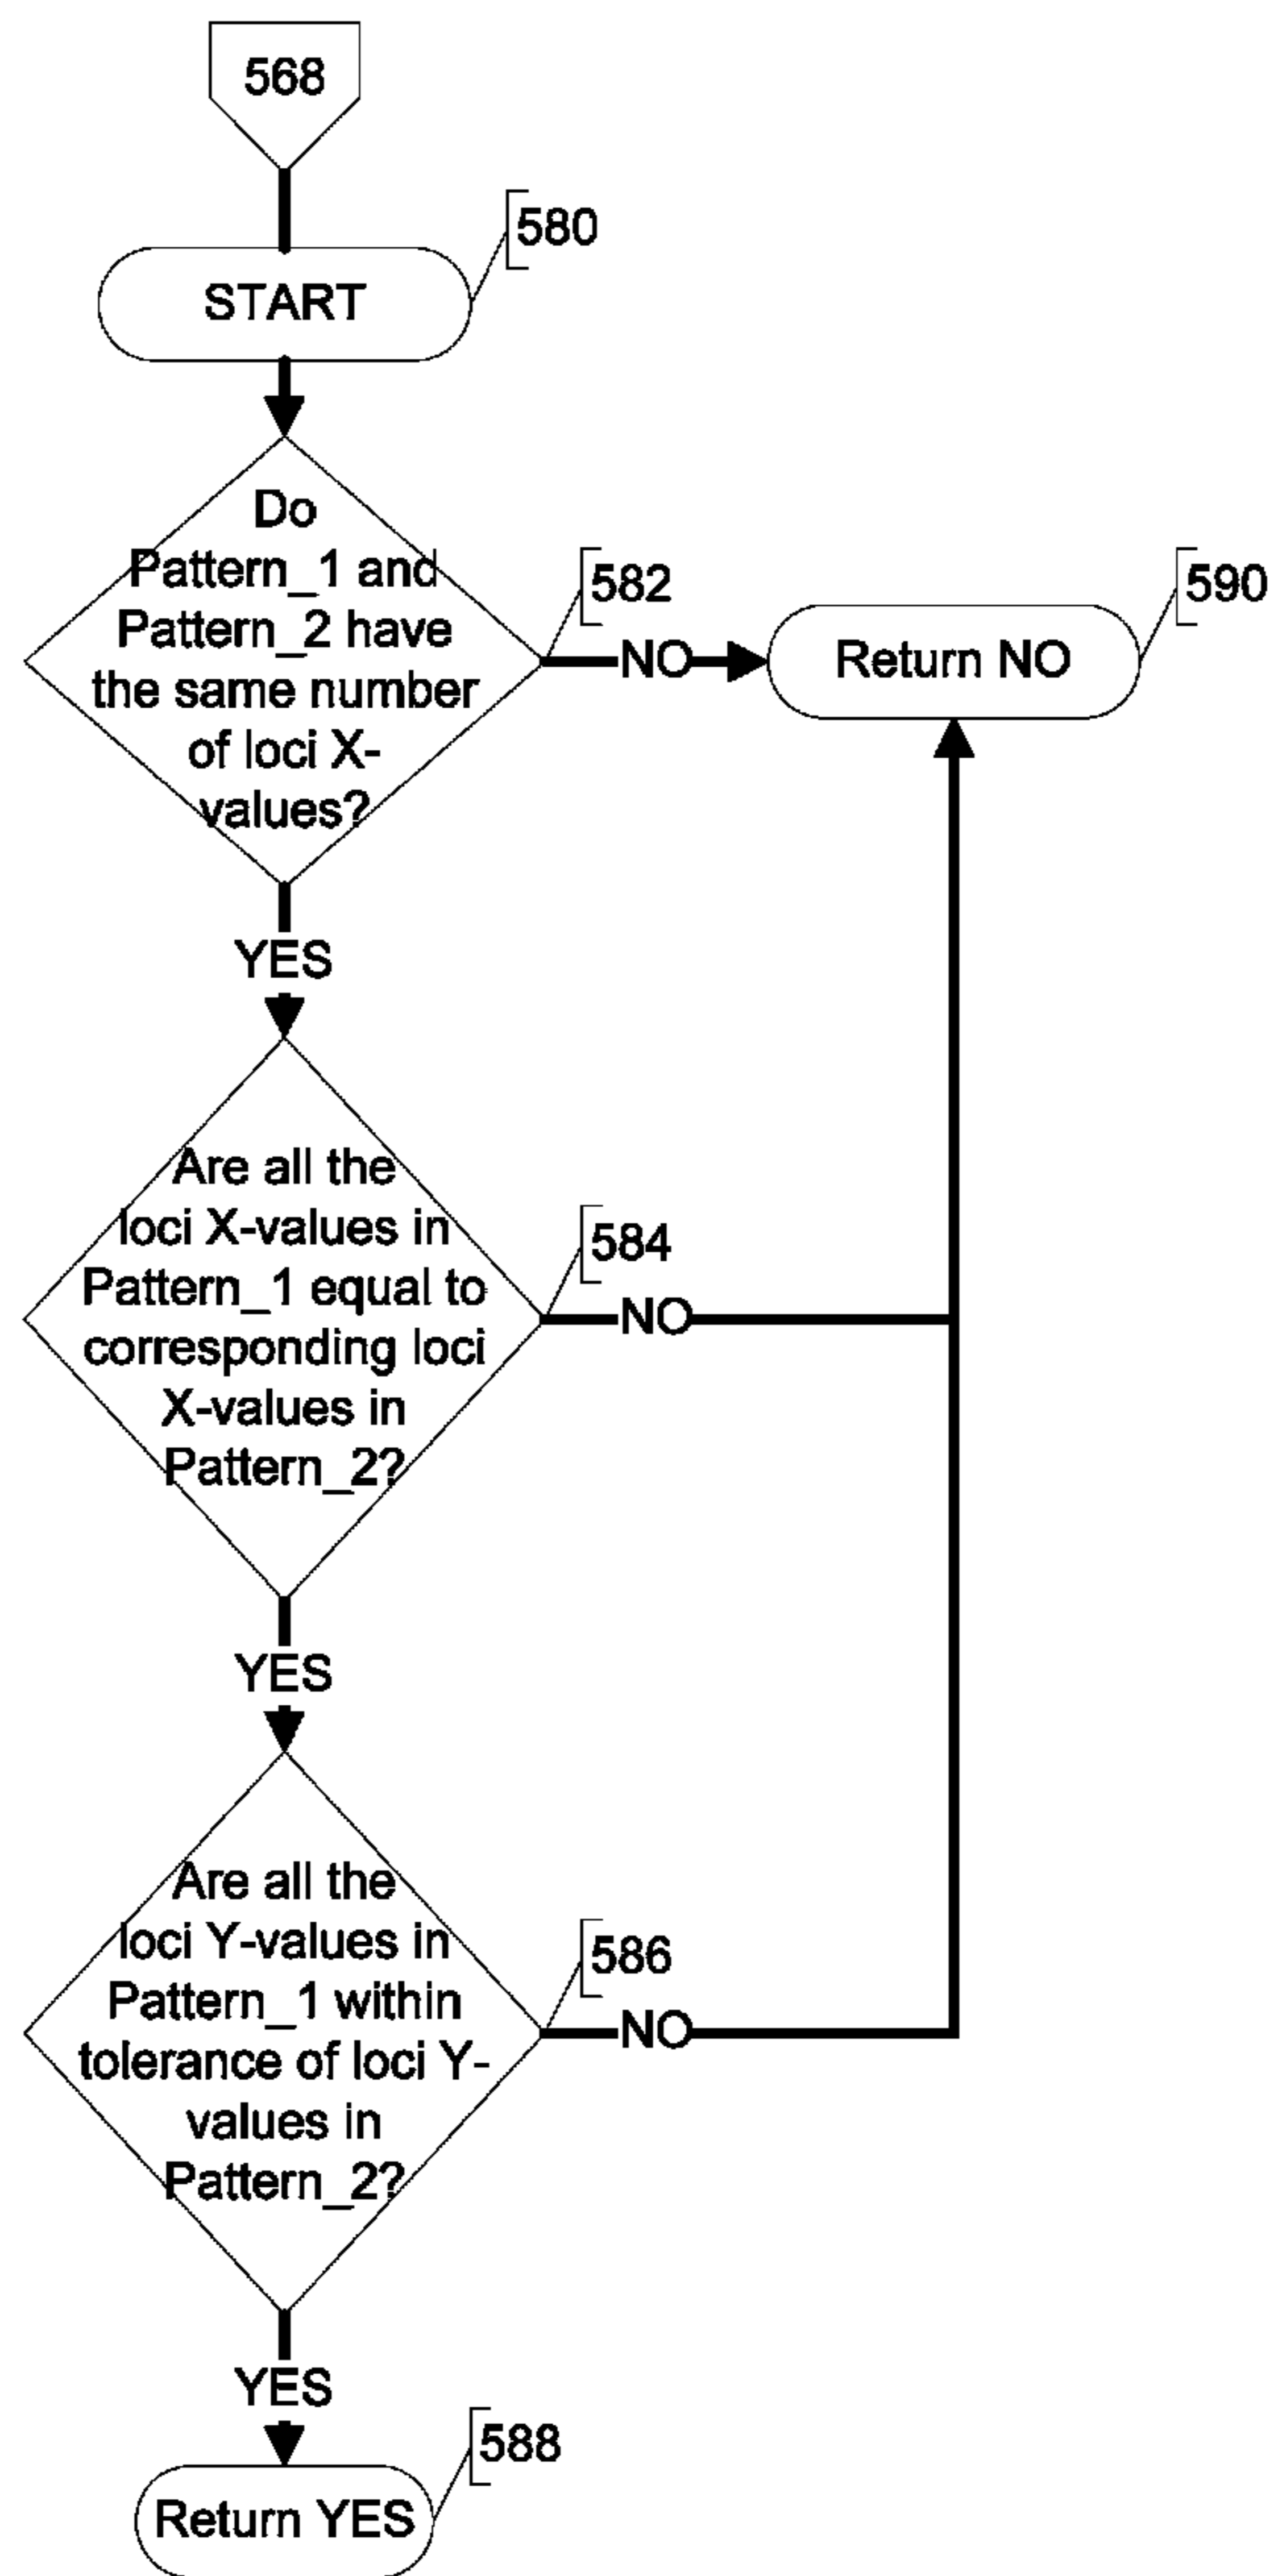 568
580
START
Do
Pattern_1 and
Pattern_2 have
the same number
of loci X-
values?
582
NO
Return NO
590
YES
Are all the
loci X-values in
Pattern_1 equal to
corresponding loci
X-values in
Pattern_2?
584
NO
YES
Are all the
loci Y-values in
Pattern_1 within
tolerance of loci Y-
values in
Pattern_2?
586
NO
YES
588
Return YES